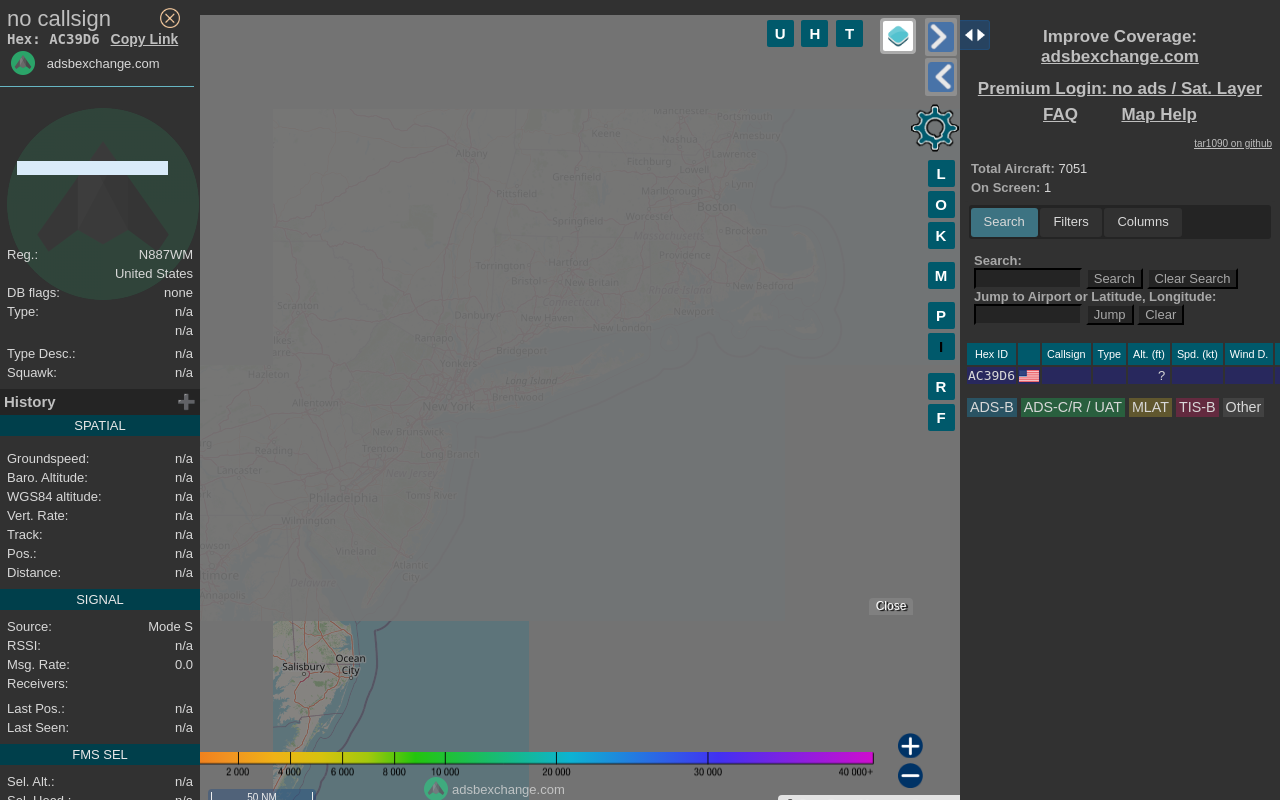 no callsign
Hex: AC39D6 Copy Link
adsbexchange.com
Reg.: N887WM
United States
DB flags: none
Type: n/a
n/a
Type Desc.: n/a
Squawk: n/a
History
SPATIAL
Groundspeed: n/a
Baro. Altitude: n/a
WGS84 altitude: n/a
Vert. Rate: n/a
Track: n/a
Pos.: n/a
Distance: n/a
SIGNAL
Source: Mode S
RSSI: n/a
Msg. Rate: 0.0
Receivers:
Last Pos.: n/a
Last Seen: n/a
FMS SEL
Sel. Alt.: n/a
U H T
L
O
K
M
P
I
R
F
Portsmouth
Keene
Nashua
Albany
Lawrence
Fitchburg
Lowell
Greenfield
Lynn
Pittsfield
Marlborough
Boston
Worcester
Springfield
Brockton
Massachusetts
Providence
Hartford
Torrington
New Britain
New Bedford
Scranton
Danbury
New Haven
Newport
New London
Bridgeport
Hazleton
Long Island
Brentwood
Allentown
New York
New Brunswick
Reading
Trenton
Long Branch
Lancaster
New Jersey
Philadelphia
Toms River
Wilmington
Vineland
Atlantic
City
Annapolis
Close
Salisbury
Ocean
City
2 000 4 000 6 000 8 000 10 000 20 000 30 000 40 000+
adsbexchange.com
50 NM
Improve Coverage:
adsbexchange.com
Premium Login: no ads / Sat. Layer
FAQ Map Help
tar1090 on github
Total Aircraft: 7051
On Screen: 1
Search Filters Columns
Search:
Search Clear Search
Jump to Airport or Latitude, Longitude:
Jump Clear
Hex ID Callsign Type Alt. (ft) Spd. (kt) Wind D.
AC39D6 ?
ADS-B ADS-C/R / UAT MLAT TIS-B Other